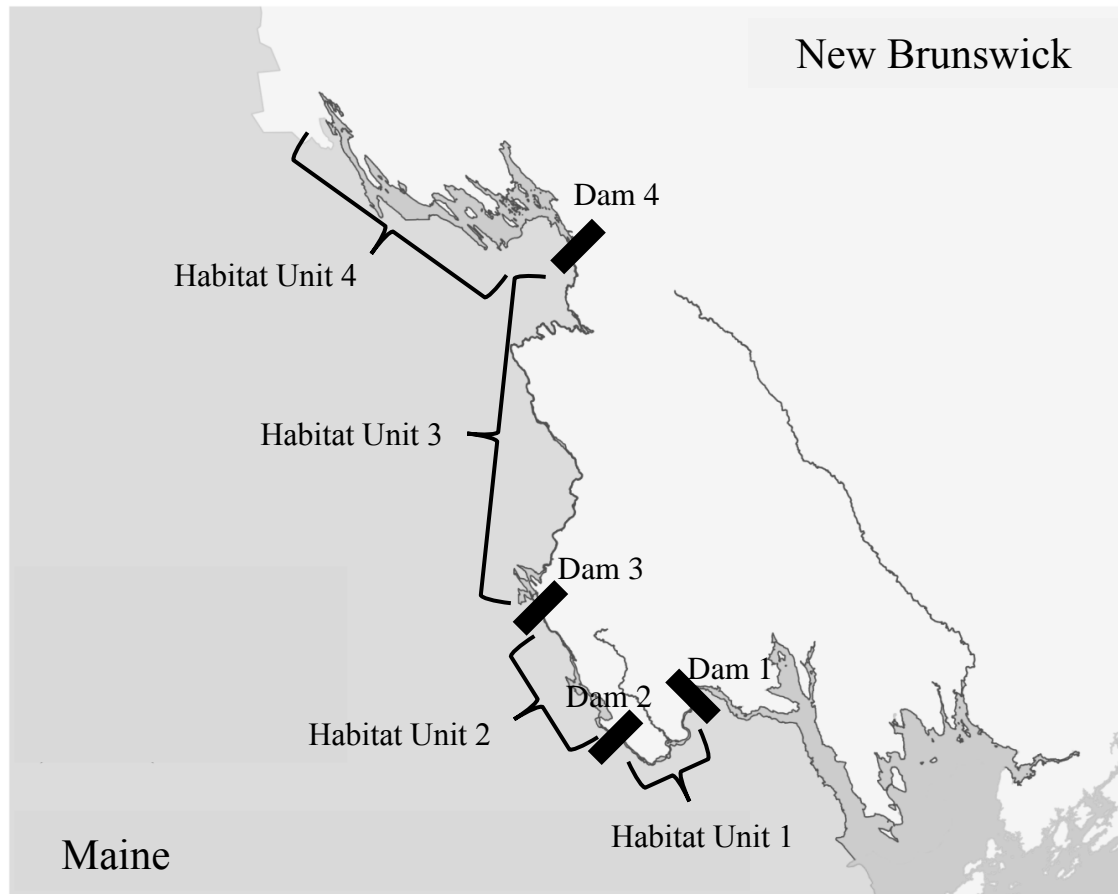 New Brunswick
Dam 4
Habitat Unit 4
Habitat Unit 3
Dam 3
Dam 1
Dam 2
Habitat Unit 2
Habitat Unit 1
Maine